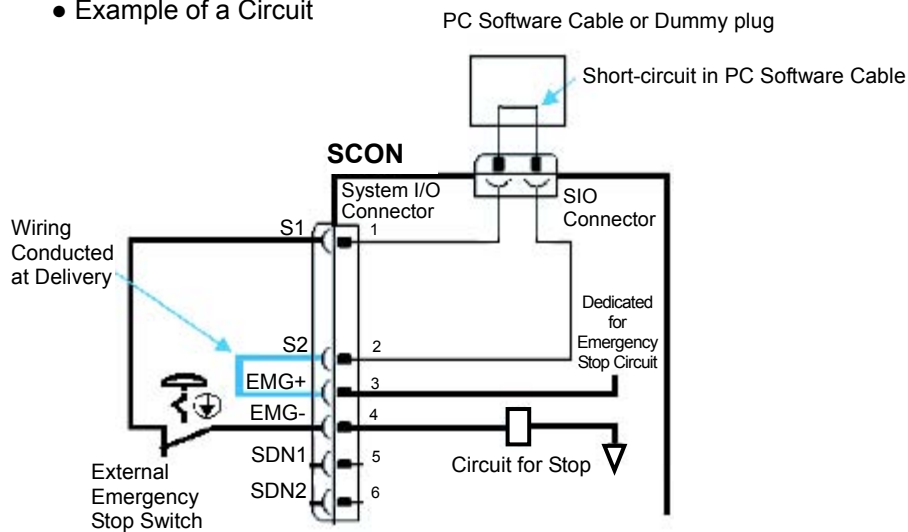 ● Example of a Circuit
PC Software Cable or Dummy plug
Short-circuit in PC Software Cable
SCON
System I/O
Connector
SIO
Connector
Wiring
Conducted
at Delivery
S1
1
Dedicated
for
Emergency
Stop Circuit
S2
2
EMG+
3
EMG-
4
SDN1
5
Circuit for Stop
SDN2
6
External
Emergency
Stop Switch